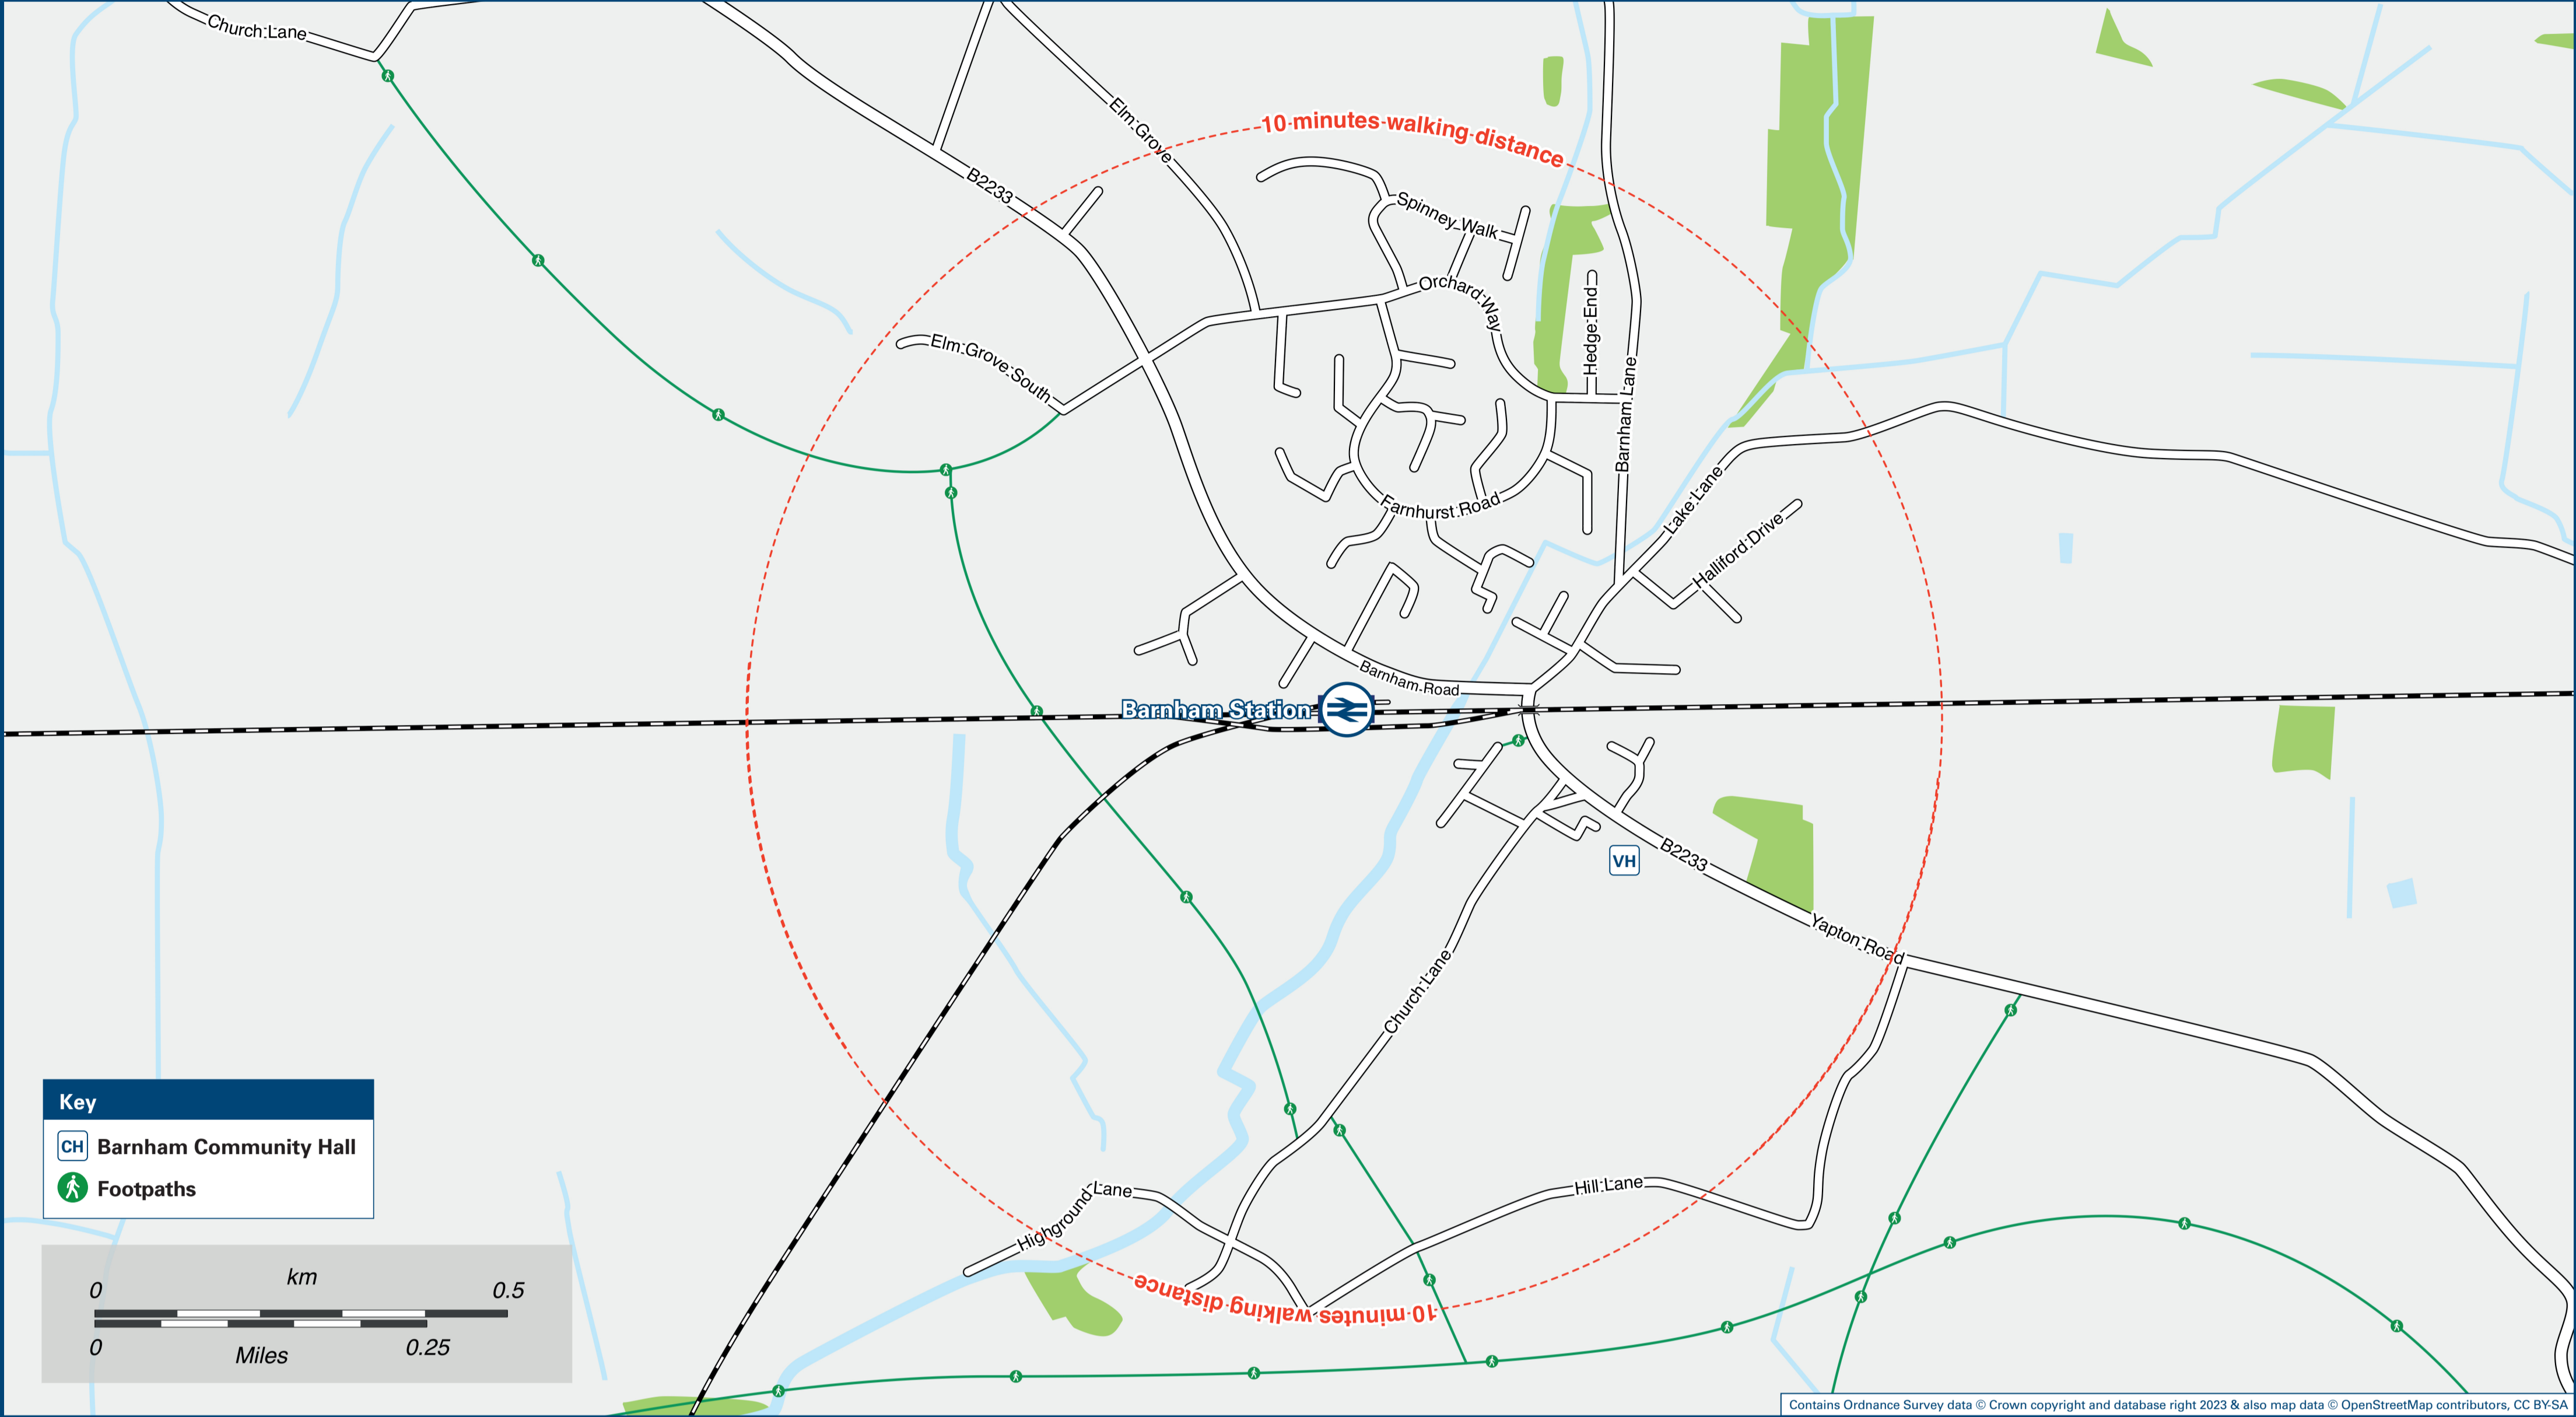 Church Lane
Elm Grove
10 minutes walking distance
B2233
Spinney Walk
Orchard Way
Hedge End
Elm Grove South
Barnham Lane
Lake Lane
Farnhurst Road
Halliford Drive
Barnham Road
Barnham Station
VH
B2233
Yapton Road
Church Lane
Hill Lane
Highground Lane
10 minutes walking distance
Key
CH Barnham Community Hall
Footpaths
km
0 0.5
0 0.25
Miles
Contains Ordnance Survey data © Crown copyright and database right 2023 & also map data © OpenStreetMap contributors, CC BY-SA